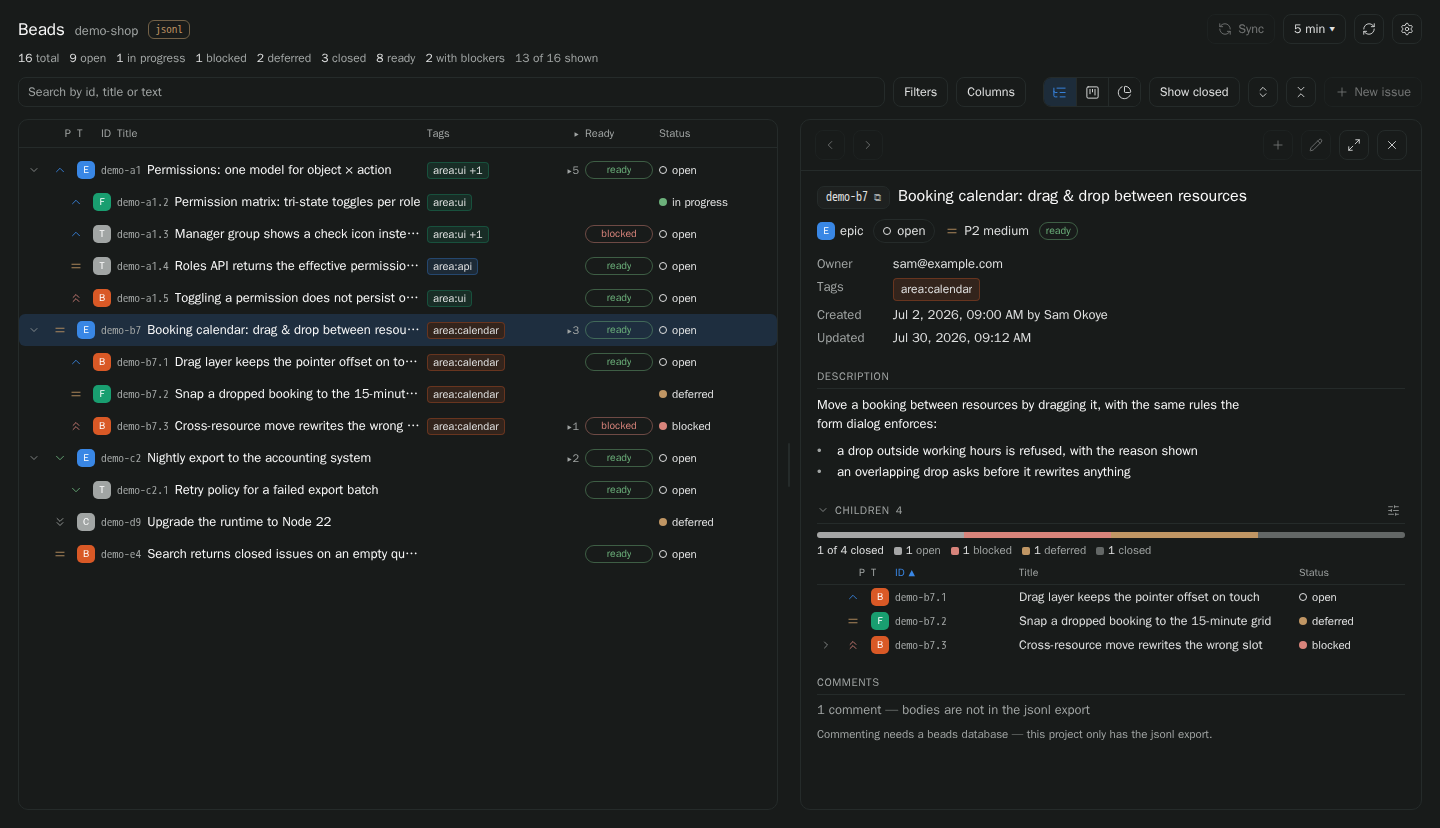 Beads demo-shop jsonl Sync 5 min ▾
16 total 9 open 1 in progress 1 blocked 2 deferred 3 closed 8 ready 2 with blockers 13 of 16 shown
Search by id, title or text Filters Columns Show closed + New issue
P T ID Title Tags ▸ Ready Status
E demo-a1 Permissions: one model for object × action area:ui +1 ▸5 ready open
F demo-a1.2 Permission matrix: tri-state toggles per role area:ui in progress
T demo-a1.3 Manager group shows a check icon inste··· area:ui +1 blocked open
T demo-a1.4 Roles API returns the effective permissio··· area:api ready open
B demo-a1.5 Toggling a permission does not persist o··· area:ui ready open
E demo-b7 Booking calendar: drag & drop between resou··· area:calendar ▸3 ready open
B demo-b7.1 Drag layer keeps the pointer offset on to··· area:calendar ready open
F demo-b7.2 Snap a dropped booking to the 15-minut··· area:calendar deferred
B demo-b7.3 Cross-resource move rewrites the wrong ··· area:calendar ▸1 blocked blocked
E demo-c2 Nightly export to the accounting system ▸2 ready open
T demo-c2.1 Retry policy for a failed export batch ready open
C demo-d9 Upgrade the runtime to Node 22 deferred
B demo-e4 Search returns closed issues on an empty qu··· ready open
demo-b7 Booking calendar: drag & drop between resources
E epic open P2 medium ready
Owner sam@example.com
Tags area:calendar
Created Jul 2, 2026, 09:00 AM by Sam Okoye
Updated Jul 30, 2026, 09:12 AM
DESCRIPTION
Move a booking between resources by dragging it, with the same rules the
form dialog enforces:
• a drop outside working hours is refused, with the reason shown
• an overlapping drop asks before it rewrites anything
CHILDREN 4
1 of 4 closed 1 open 1 blocked 1 deferred 1 closed
P T ID ▲ Title Status
B demo-b7.1 Drag layer keeps the pointer offset on touch open
F demo-b7.2 Snap a dropped booking to the 15-minute grid deferred
B demo-b7.3 Cross-resource move rewrites the wrong slot blocked
COMMENTS
1 comment — bodies are not in the jsonl export
Commenting needs a beads database — this project only has the jsonl export.